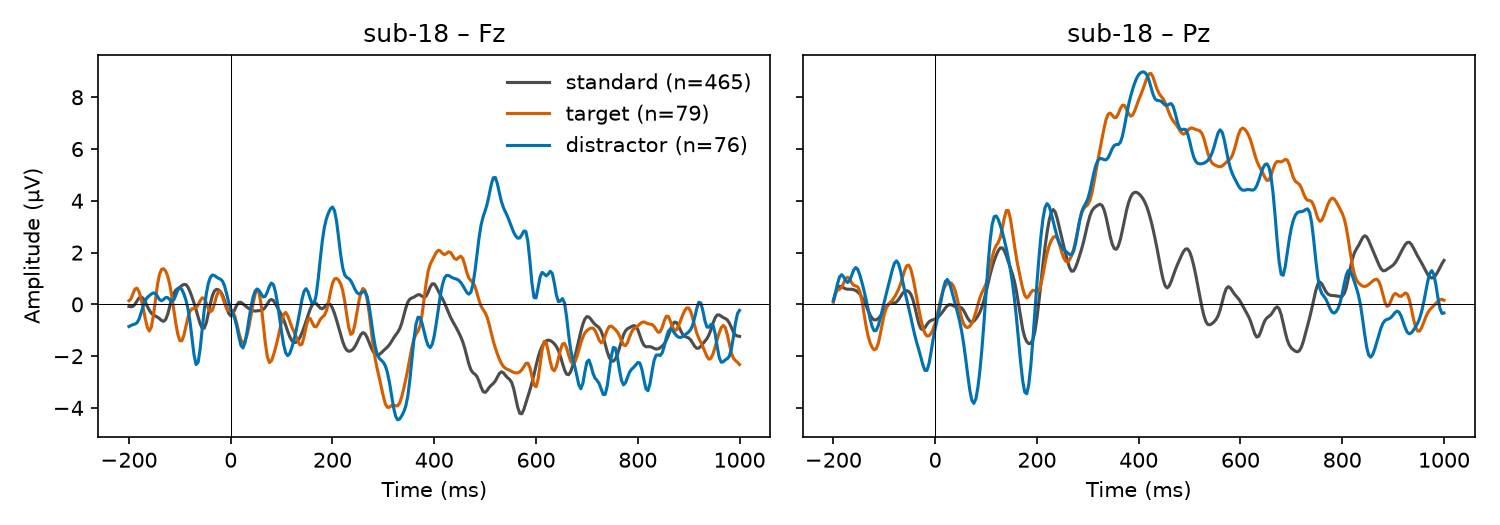 sub-18 – Fz
Amplitude (µV)
8
6
4
2
0
−2
−4
standard (n=465)
target (n=79)
distractor (n=76)
−200 0 200 400 600 800 1000
Time (ms)
sub-18 – Pz
−200 0 200 400 600 800 1000
Time (ms)